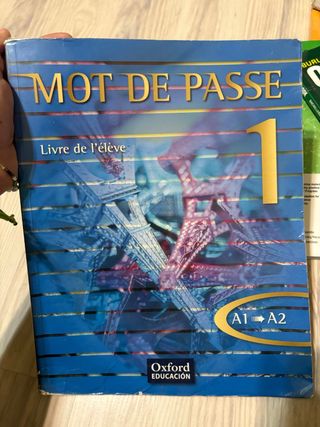 MOT DE PASSE
1
Livre de l'élève
A1 → A2
Oxford
EDUCACIÓN